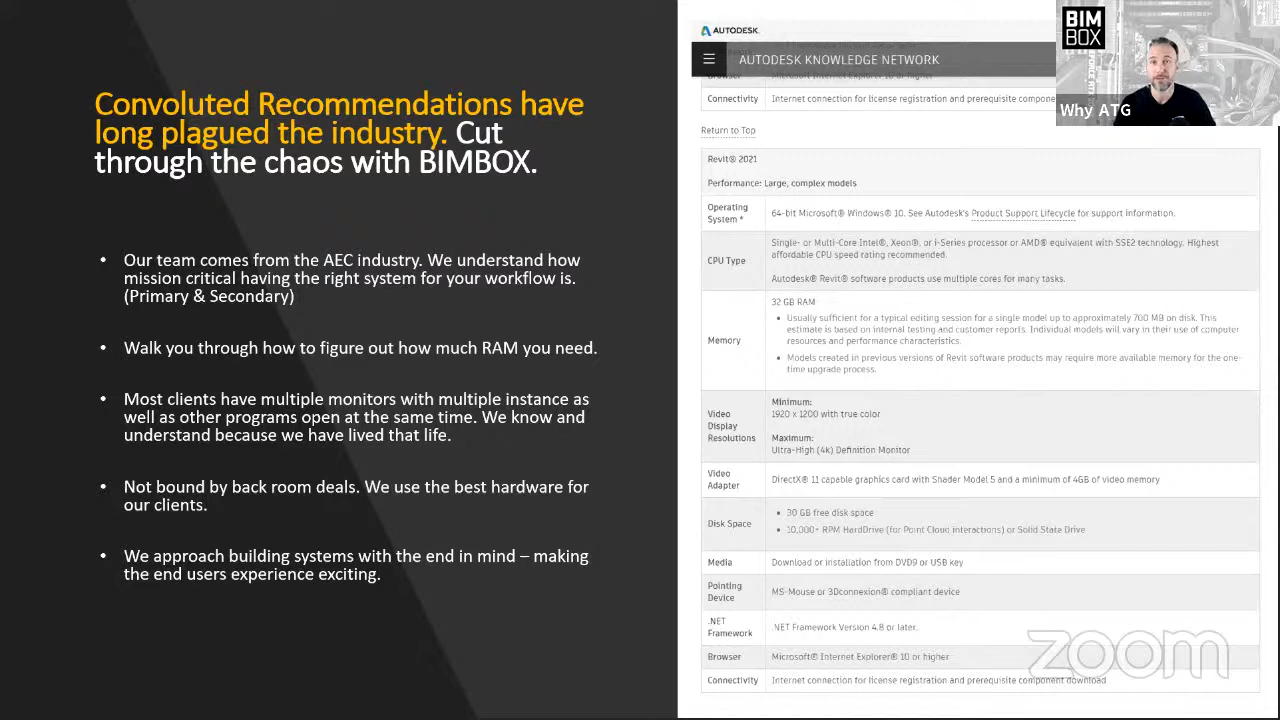 Convoluted Recommendations have
long plagued the industry. Cut
through the chaos with BIMBOX.
• Our team comes from the AEC industry. We understand how
mission critical having the right system for your workflow is.
(Primary & Secondary)
• Walk you through how to figure out how much RAM you need.
• Most clients have multiple monitors with multiple instance as
well as other programs open at the same time. We know and
understand because we have lived that life.
• Not bound by back room deals. We use the best hardware for
our clients.
• We approach building systems with the end in mind – making
the end users experience exciting.
AUTODESK.
AUTODESK KNOWLEDGE NETWORK
Browser Microsoft Internet Explorer 10 or higher
Connectivity Internet connection for license registration and prerequisite
Return to Top
Revit® 2021
Performance: Large, complex models
Operating
System *
64-bit Microsoft® Windows® 10. See Autodesk's Product Support Lifecycle for support information.
CPU Type
Single- or Multi-Core Intel®, Xeon®, or i-Series processor or AMD® equivalent with SSE2 technology. Highest
affordable CPU speed rating recommended.
Autodesk® Revit® software products use multiple cores for many tasks.
Memory
32 GB RAM
• Usually sufficient for a typical editing session for a single model up to approximately 700 MB on disk. This
estimate is based on internal testing and customer reports. Individual models will vary in their use of computer
resources and performance characteristics.
• Models created in previous versions of Revit software products may require more available memory for the one-
time upgrade process.
Video
Display
Resolutions
Minimum:
1920 x 1200 with true color
Maximum:
Ultra-High (4k) Definition Monitor
Video
Adapter
DirectX® 11 capable graphics card with Shader Model 5 and a minimum of 4GB of video memory
Disk Space
• 30 GB free disk space
• 10,000+ RPM HardDrive (for Point Cloud interactions) or Solid State Drive
Media Download or installation from DVD9 or USB key
Pointing
Device
MS-Mouse or 3Dconnexion® compliant device
.NET
Framework
.NET Framework Version 4.8 or later.
Browser Microsoft® Internet Explorer® 10 or higher
Connectivity Internet connection for license registration and prerequisite component download
BIM
BOX
Why ATG
zoom